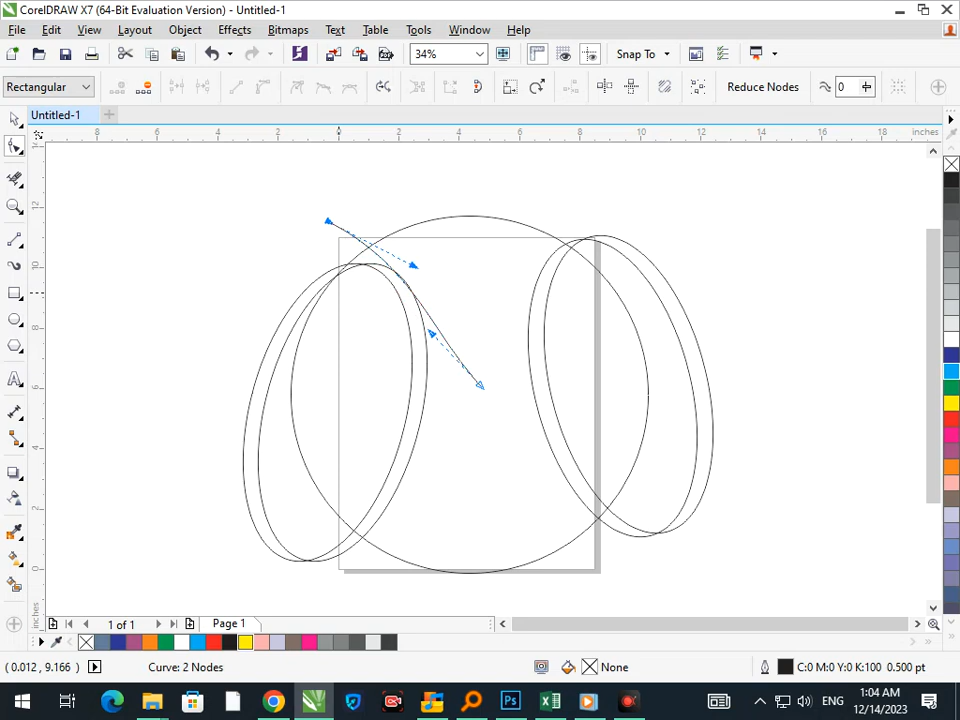 CorelDRAW X7 (64-Bit Evaluation Version) - Untitled-1
File Edit View Layout Object Effects Bitmaps Text Table Tools Window Help
34% Snap To
Rectangular Reduce Nodes 0
Untitled-1
8 6 4 2 0 2 4 6 8 10 12 14 16 18 inches
14
12
10
8
6
4
2
0
inches
1 of 1 Page 1
(0.012, 9.166) Curve: 2 Nodes None C:0 M:0 Y:0 K:100 0.500 pt
ENG 1:04 AM
12/14/2023